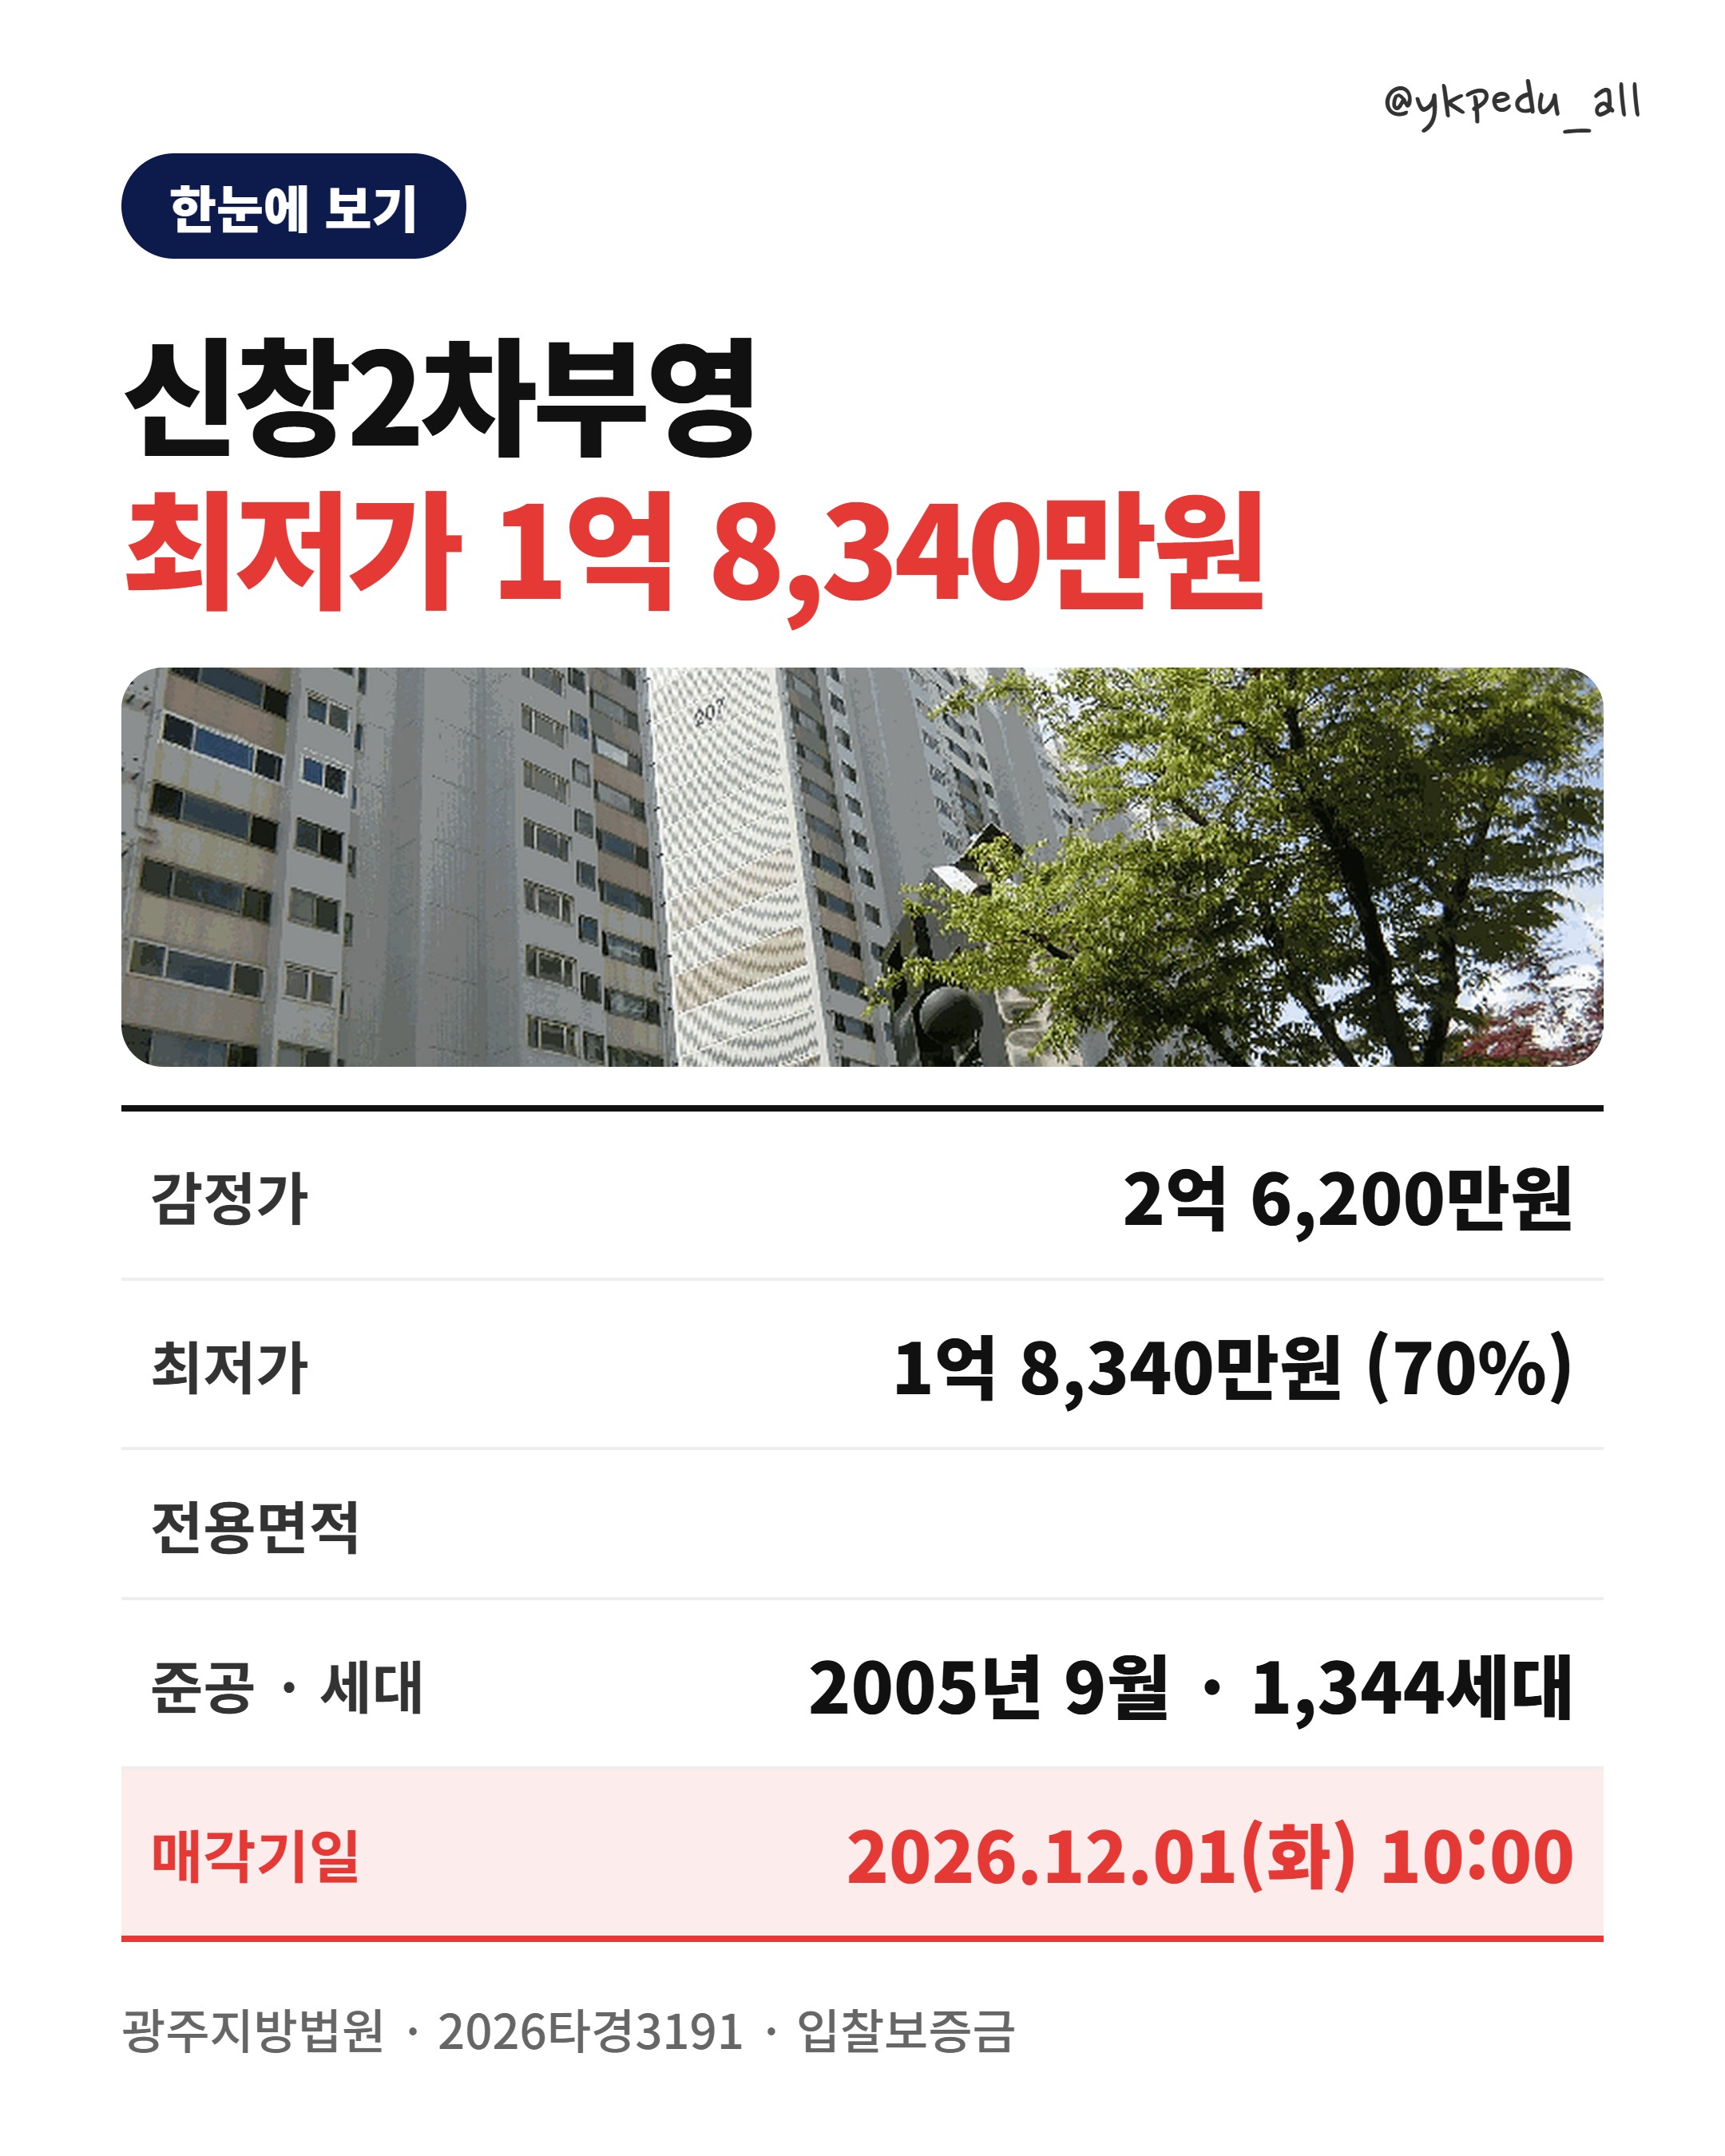 @ykpedu_all
한눈에 보기
신창2차부영
최저가 1억 8,340만원
207
감정가 2억 6,200만원
최저가 1억 8,340만원 (70%)
전용면적
준공 · 세대 2005년 9월 · 1,344세대
매각기일 2026.12.01(화) 10:00
광주지방법원 · 2026타경3191 · 입찰보증금